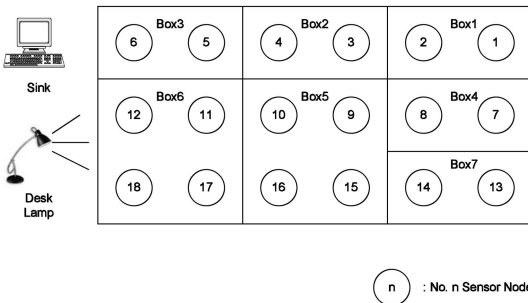 Box3 Box2 Box1
6 5 4 3 2 1
Sink
Box6 Box5 Box4
12 11 10 9 8 7
Box7
18 17 16 15 14 13
Desk
Lamp
n : No. n Sensor Node